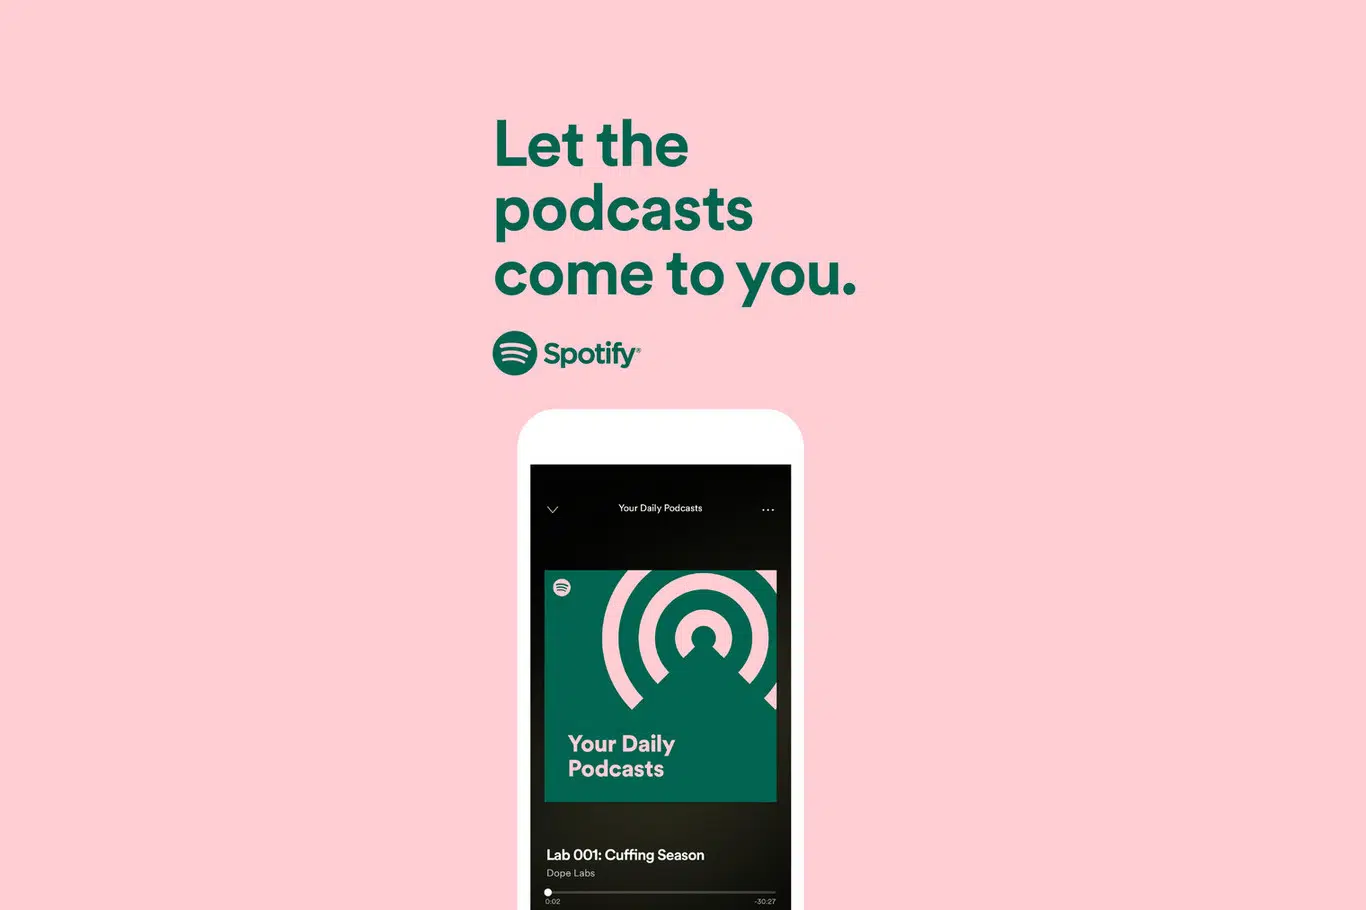 Let the
podcasts
come to you.
Spotify®
Your Daily Podcasts
Your Daily
Podcasts
Lab 001: Cuffing Season
Dope Labs
0:02 -30:27